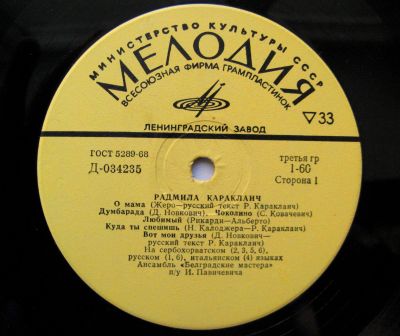 МИНИСТЕРСТВО КУЛЬТУРЫ СССР
МЕЛОДИЯ
ВСЕСОЮЗНАЯ ФИРМА ГРАМПЛАСТИНОК
ЛЕНИНГРАДСКИЙ ЗАВОД
▽33
ГОСТ 5289-68
Д-034235
третья гр
1-60
Сторона 1
РАДМИЛА КАРАКЛАИЧ
О мама (Жеро—русский текст Р. Караклаич)
Думбарада (Д. Новкович). Чоколино (С. Ковачевич)
Любимый (Рикарди—Альберто)
Куда ты спешишь (Н. Калоджера—Р. Караклаич)
Вот мои друзья (Д. Новкович—
русский текст Р. Караклаич)
На сербохорватском (2, 3, 5, 6),
русском (1, 6), итальянском (4) языках
Ансамбль «Белградские мастера»
п/у И. Павичевича